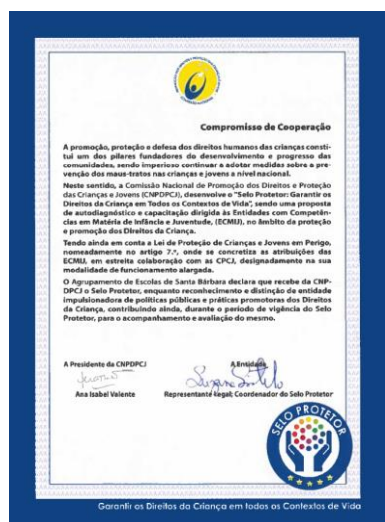 Compromisso de Cooperação
A promoção, proteção e defesa dos direitos humanos das crianças consti-
tui um dos pilares fundadores do desenvolvimento e progresso das
comunidades, sendo imperioso continuar a adotar medidas sobre a pre-
venção dos maus-tratos nas crianças e jovens a nível nacional.
Neste sentido, a Comissão Nacional de Promoção dos Direitos e Proteção
das Crianças e Jovens (CNPDPCJ), desenvolve o "Selo Protetor: Garantir os
Direitos da Criança em Todos os Contextos de Vida", sendo uma proposta
de autodiagnóstico e capacitação dirigida às Entidades com Competên-
cias em Matéria de Infância e Juventude, (ECMIJ), no âmbito da proteção
e promoção dos Direitos da Criança.
Tendo ainda em conta a Lei de Proteção de Crianças e Jovens em Perigo,
nomeadamente no artigo 7.º, onde se concretiza as atribuições das
ECMIJ, em estreita colaboração com as CPCJ, designadamente na sua
modalidade de funcionamento alargada.
O Agrupamento de Escolas de Santa Bárbara declara que recebe da CNP-
DPCJ o Selo Protetor, enquanto reconhecimento e distinção de entidade
impulsionadora de políticas públicas e práticas promotoras dos Direitos
da Criança, contribuindo ainda, durante o período de vigência do Selo
Protetor, para o acompanhamento e avaliação do mesmo.
A Presidente da CNPDPCJ
A Entidade
Ana Isabel Valente
Representante Legal; Coordenador do Selo Protetor
SELO PROTETOR
Garantir os Direitos da Criança em todos os Contextos de Vida